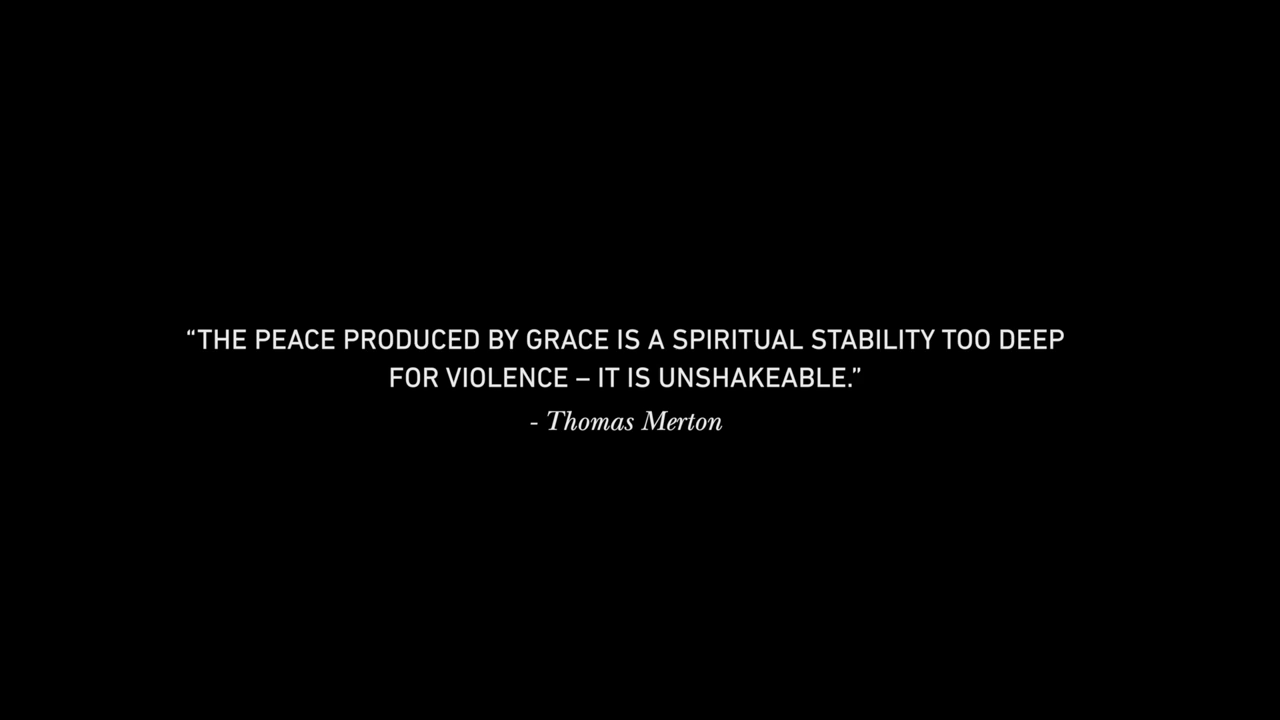 “THE PEACE PRODUCED BY GRACE IS A SPIRITUAL STABILITY TOO DEEP
FOR VIOLENCE – IT IS UNSHAKEABLE.”
- Thomas Merton